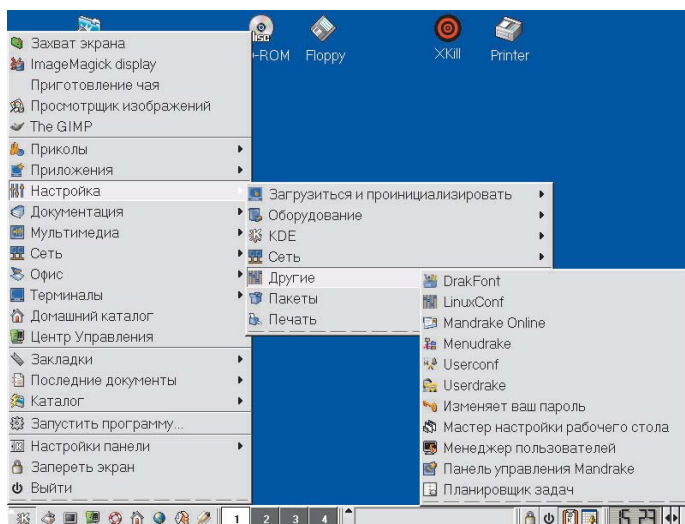 -ROM
Floppy
XKill
Printer
Захват экрана
ImageMagick display
Приготовление чая
Просмотрщик изображений
The GIMP
Приколы
Приложения
Настройка
Документация
Мультимедиа
Сеть
Офис
Терминалы
Домашний каталог
Центр Управления
Закладки
Последние документы
Каталог
Запустить программу...
Настройки панели
Запереть экран
Выйти
Загрузиться и проинициализировать
Оборудование
KDE
Сеть
Другие
Пакеты
Печать
DrakFont
LinuxConf
Mandrake Online
Menudrake
Userconf
Userdrake
Изменяет ваш пароль
Мастер настройки рабочего стола
Менеджер пользователей
Панель управления Mandrake
Планировщик задач
1 2 3 4